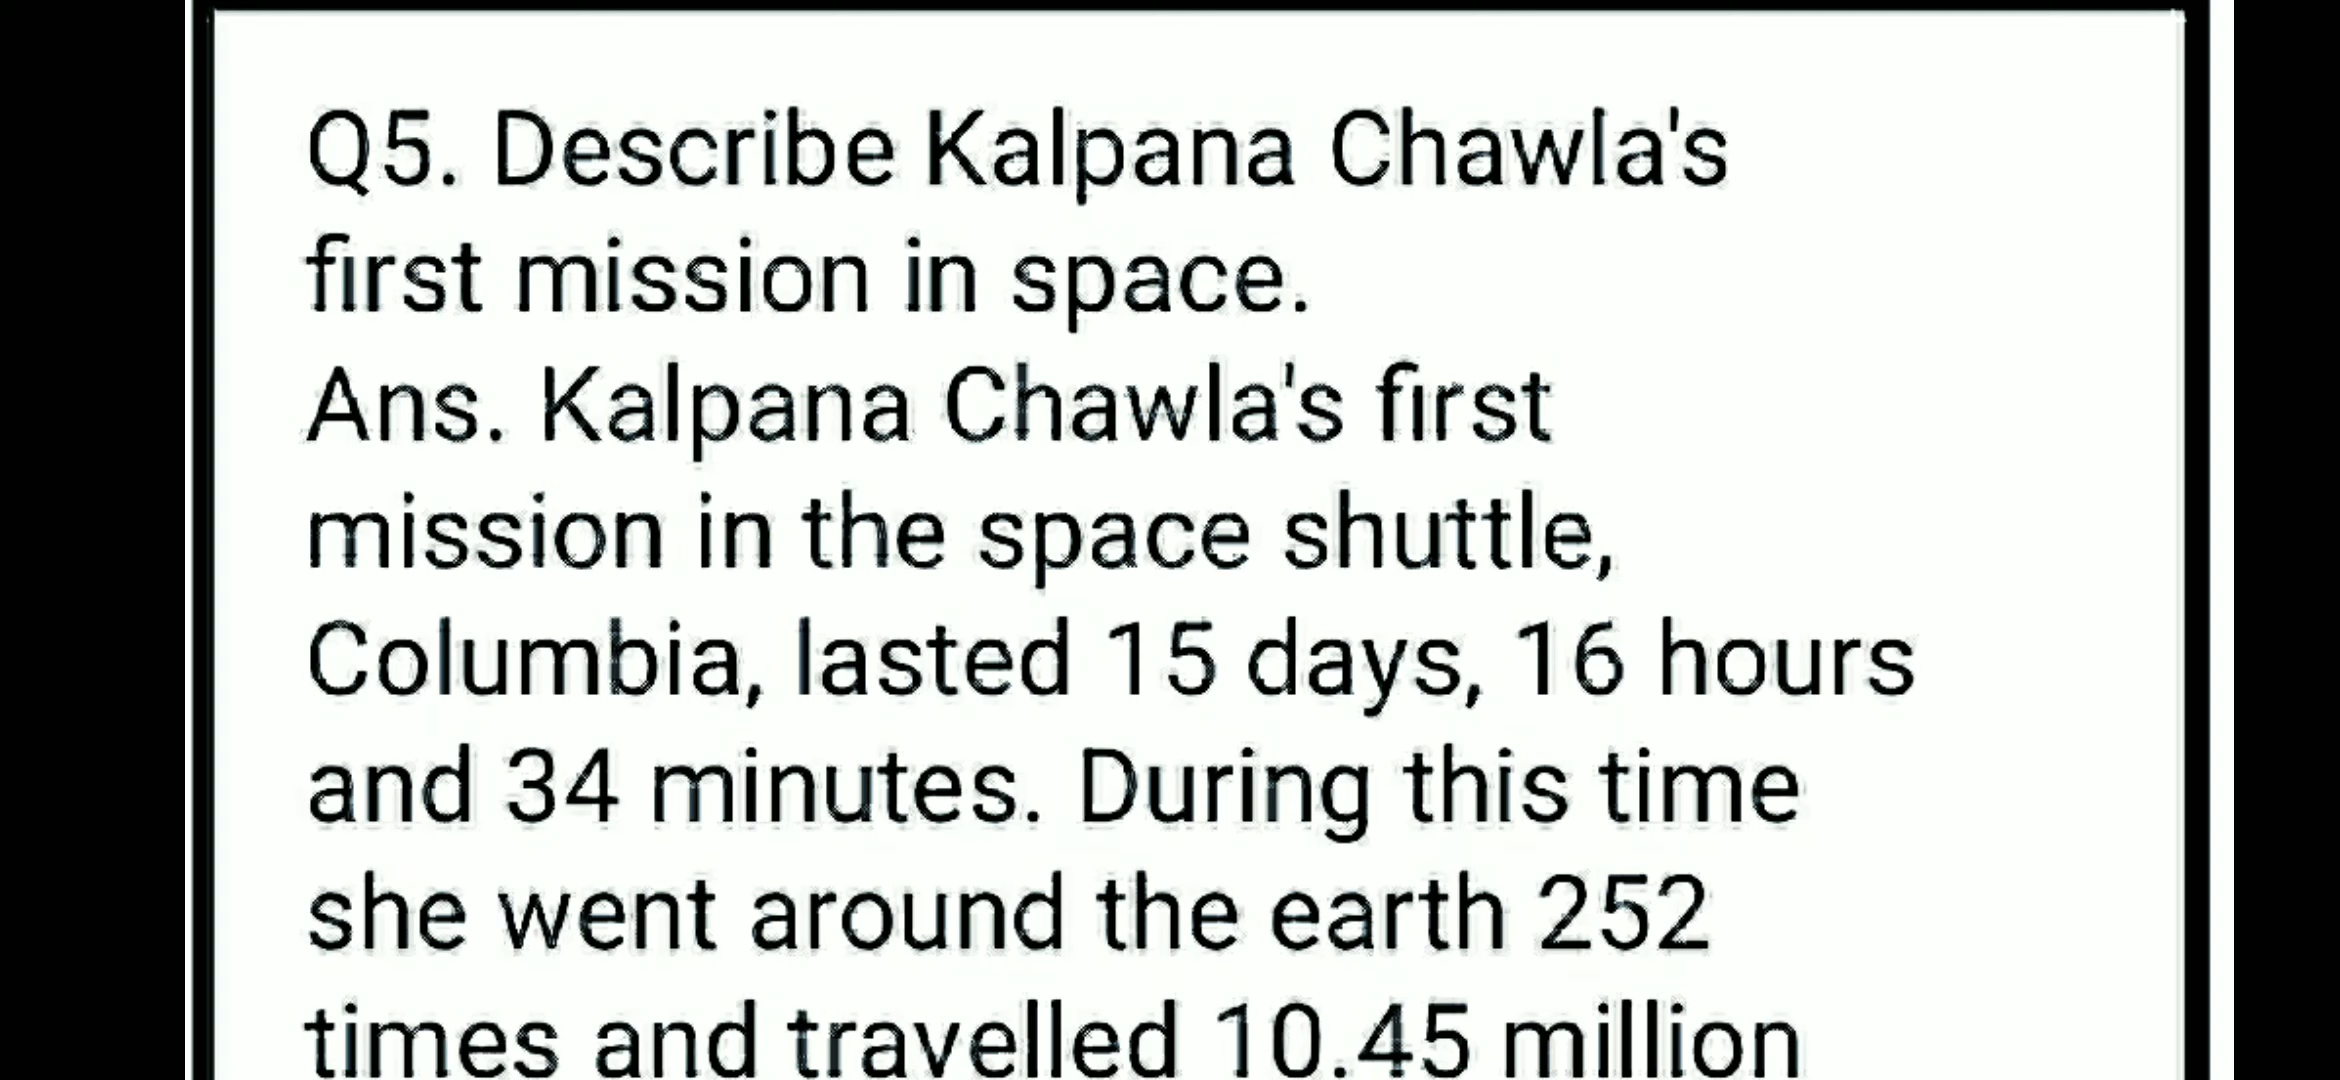 Q5. Describe Kalpana Chawla's
first mission in space.
Ans. Kalpana Chawla's first
mission in the space shuttle,
Columbia, lasted 15 days, 16 hours
and 34 minutes. During this time
she went around the earth 252
times and travelled 10.45 million